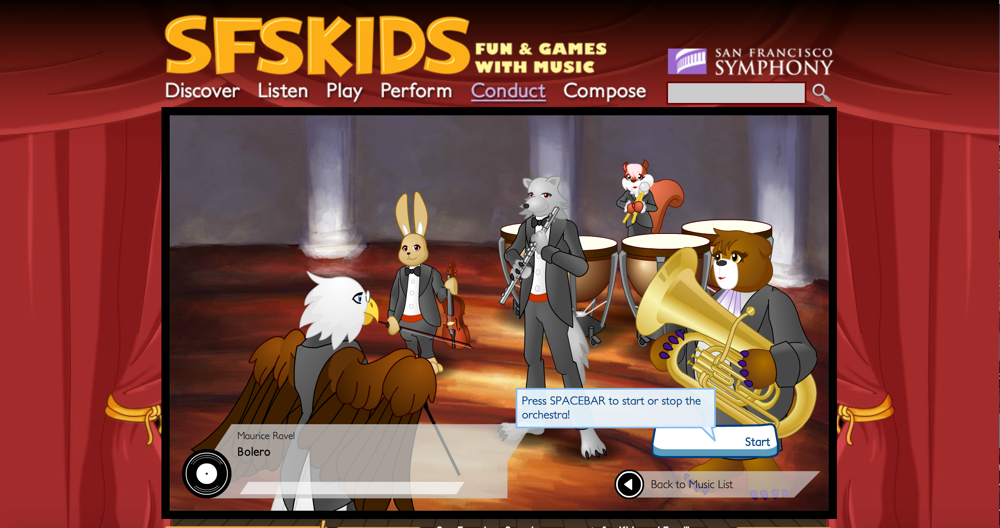 SFSKIDS
FUN & GAMES
WITH MUSIC
SAN FRANCISCO
SYMPHONY
Discover Listen Play Perform Conduct Compose
Press SPACEBAR to start or stop the
orchestra!
Start
Maurice Ravel
Bolero
Back to Music List